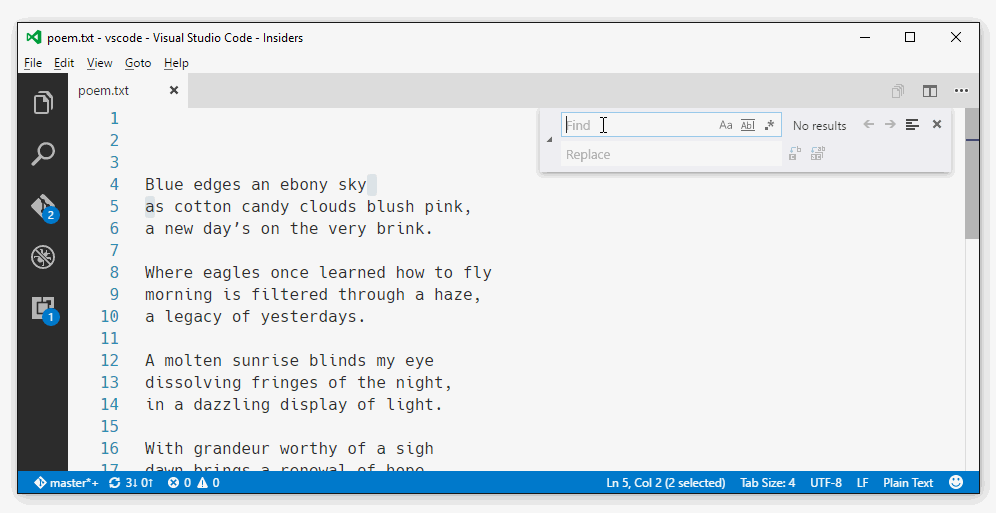 poem.txt - vscode - Visual Studio Code - Insiders
File Edit View Goto Help
poem.txt
Find Aa Abl .* No results
Replace
1
2
3
4 Blue edges an ebony sky
5 as cotton candy clouds blush pink,
6 a new day’s on the very brink.
7
8 Where eagles once learned how to fly
9 morning is filtered through a haze,
10 a legacy of yesterdays.
11
12 A molten sunrise blinds my eye
13 dissolving fringes of the night,
14 in a dazzling display of light.
15
16 With grandeur worthy of a sigh
17 dawn brings a renewal of hope
2
1
master*+ 3↓ 0↑ 0 0 Ln 5, Col 2 (2 selected) Tab Size: 4 UTF-8 LF Plain Text